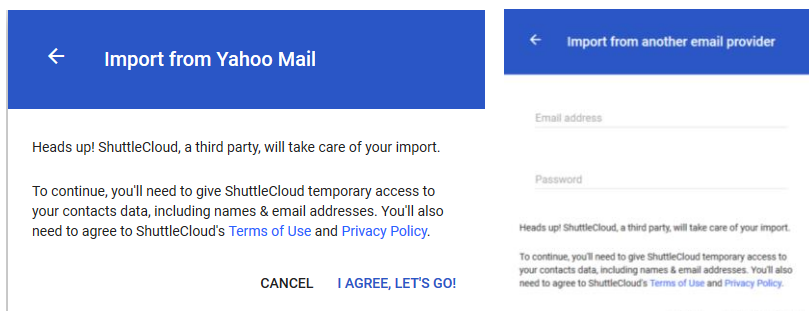 Import from Yahoo Mail
Heads up! ShuttleCloud, a third party, will take care of your import.
To continue, you'll need to give ShuttleCloud temporary access to
your contacts data, including names & email addresses. You'll also
need to agree to ShuttleCloud's Terms of Use and Privacy Policy.
CANCEL I AGREE, LET'S GO!
Import from another email provider
Email address
Password
Heads up! ShuttleCloud, a third party, will take care of your import.
To continue, you'll need to give ShuttleCloud temporary access to
your contacts data, including names & email addresses. You'll also
need to agree to ShuttleCloud's Terms of Use and Privacy Policy.